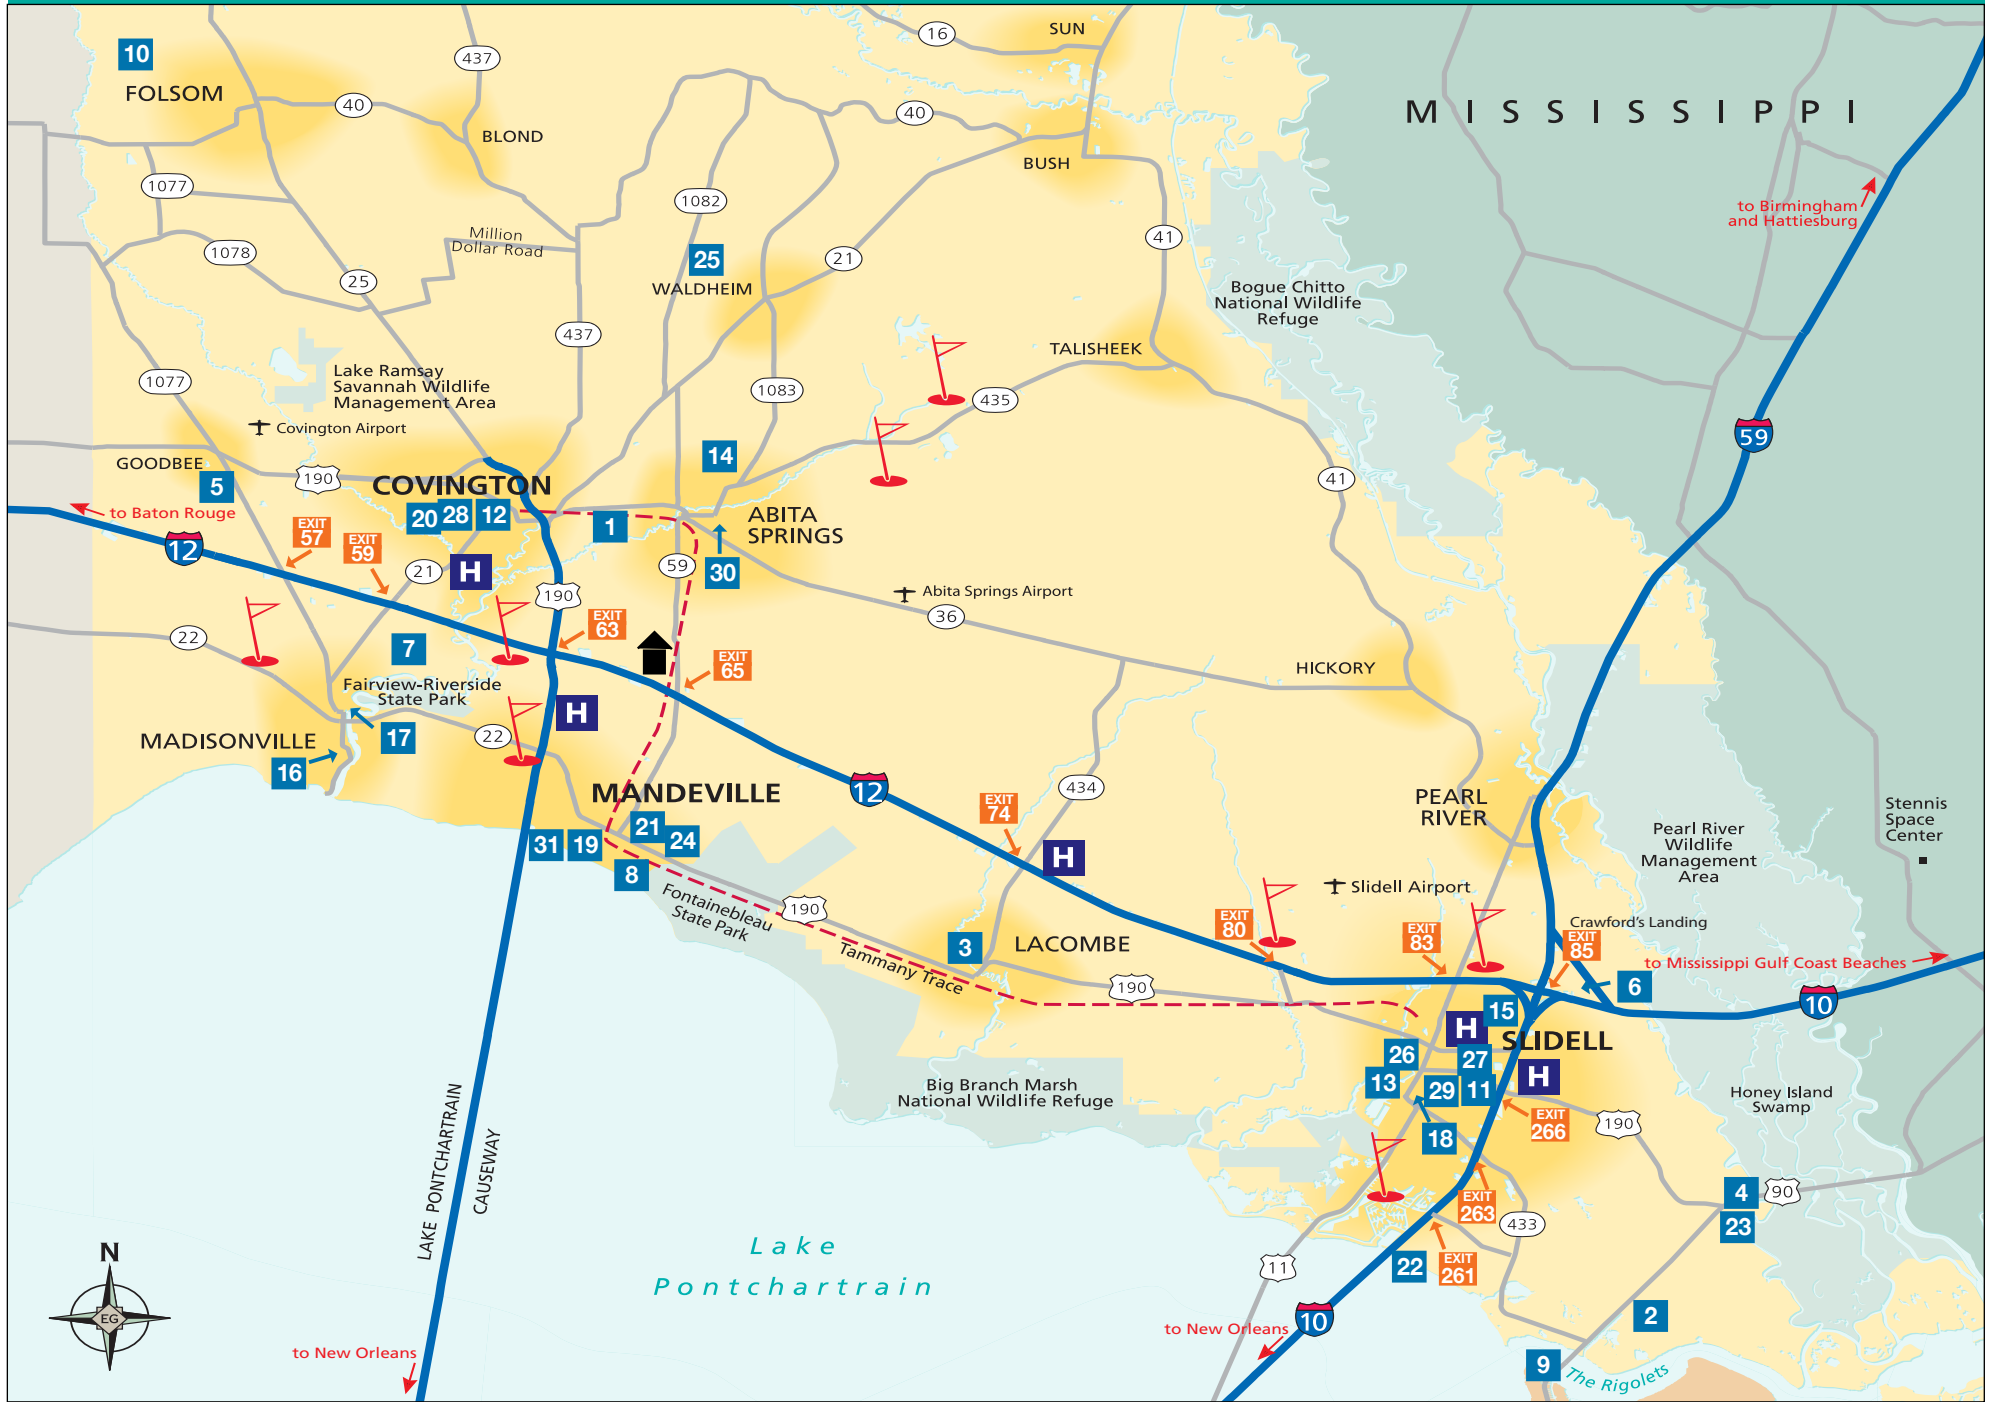 10
FOLSOM
437
40
BLOND
16
SUN
40
BUSH
MISSISSIPPI
to Birmingham
and Hattiesburg
1077
1078
Million
Dollar Road
1082
25
WALDHEIM
21
41
25
437
Bogue Chitto
National Wildlife
Refuge
TALISHEEK
1077
Lake Ramsay
Savannah Wildlife
Management Area
Covington Airport
1083
435
59
GOODBEE
5
190
COVINGTON
20
28
12
14
41
to Baton Rouge
12
EXIT
57
EXIT
59
1
ABITA
SPRINGS
21
H
190
59
30
Abita Springs Airport
36
22
7
EXIT
63
EXIT
65
HICKORY
Fairview-Riverside
State Park
17
H
22
MADISONVILLE
16
MANDEVILLE
12
EXIT
74
434
PEARL
RIVER
Stennis
Space
Center
Pearl River
Wildlife
Management
Area
31
19
21
24
8
H
Slidell Airport
Fontainebleau
State Park
190
Tammany Trace
3
LACOMBE
190
EXIT
80
EXIT
83
Crawford's Landing
EXIT
85
to Mississippi Gulf Coast Beaches
6
10
15
H
SLIDELL
26
27
13
29
11
H
18
EXIT
266
190
Honey Island
Swamp
Big Branch Marsh
National Wildlife Refuge
LAKE PONTCHARTRAIN
CAUSEWAY
4
90
23
EXIT
263
433
N
EG
Lake
Pontchartrain
11
22
EXIT
261
10
to New Orleans
to New Orleans
2
9
The Rigolets